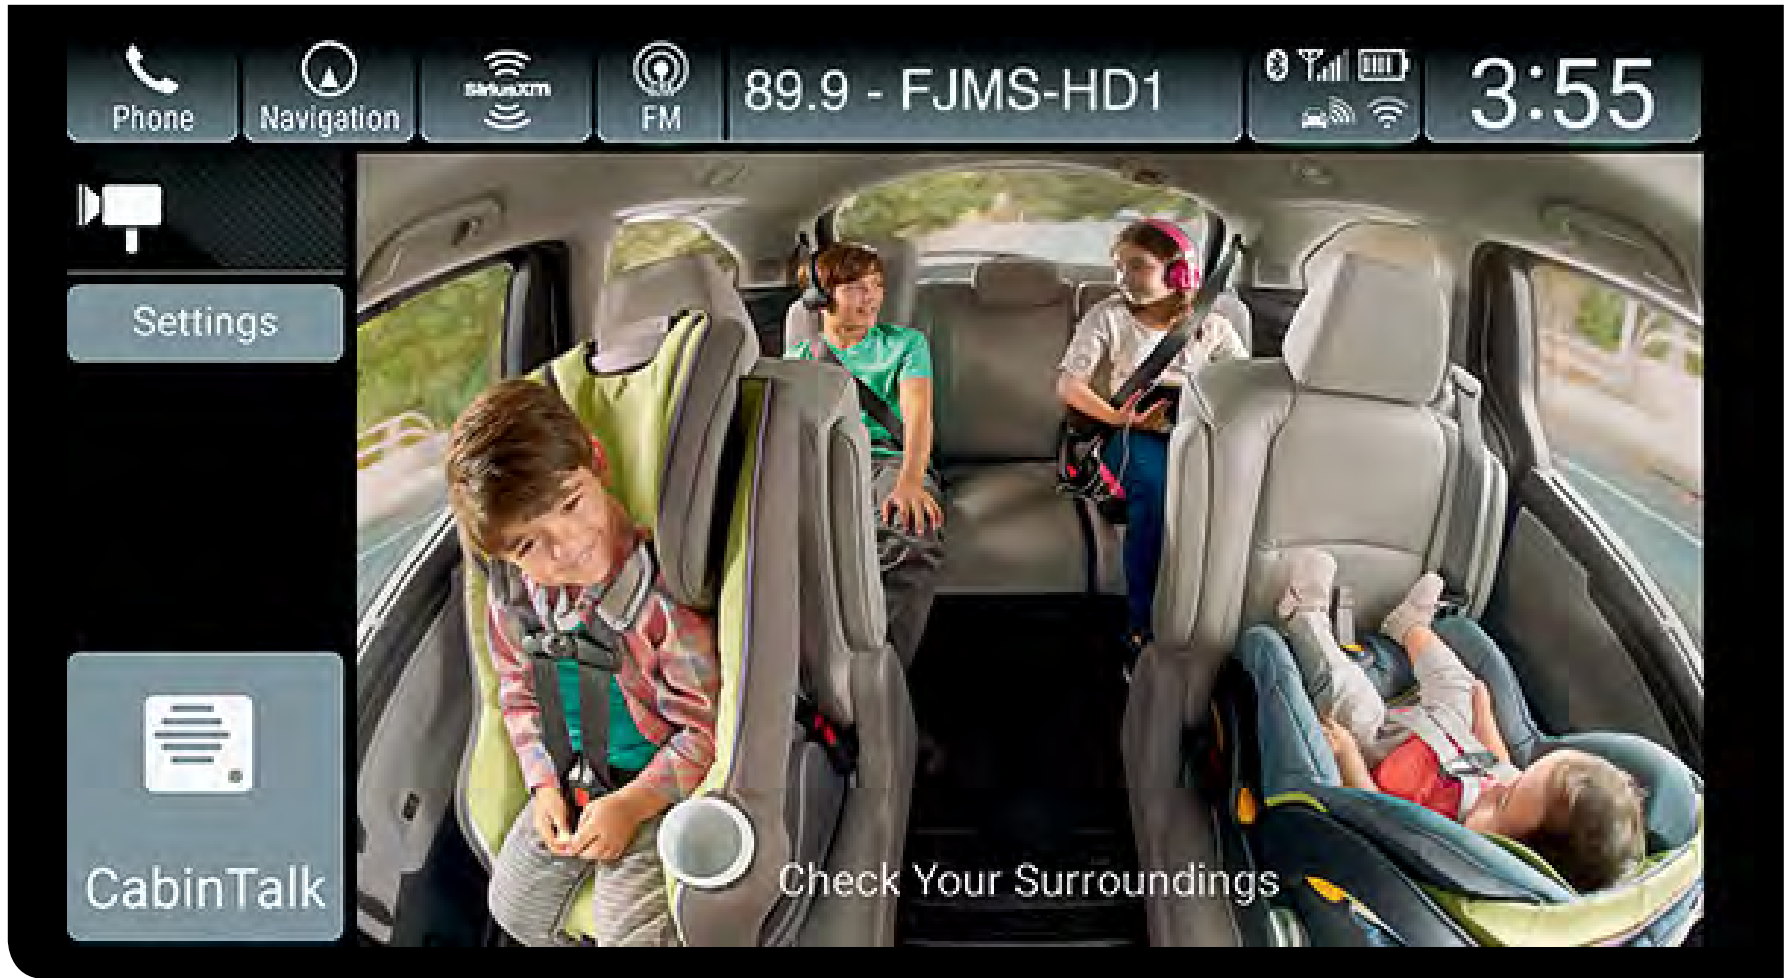 Phone
Navigation
siriusxm
FM
89.9 - FJMS-HD1
3:55
Settings
CabinTalk
Check Your Surroundings